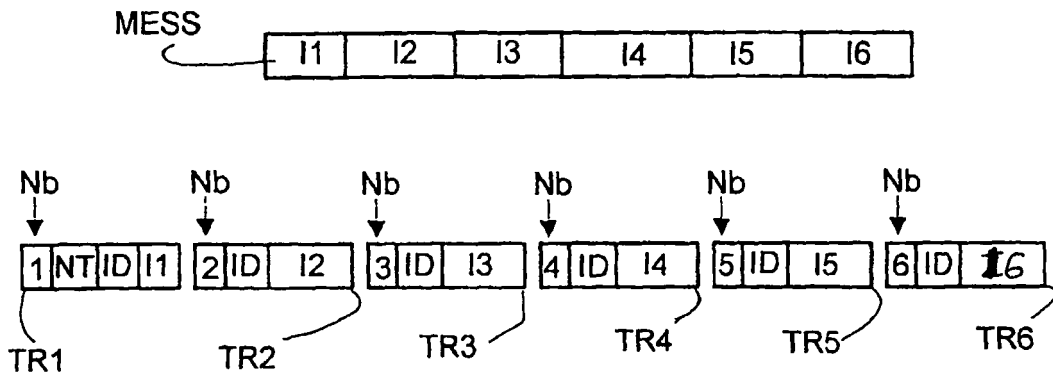 MESS
I1 I2 I3 I4 I5 I6
Nb Nb Nb Nb Nb Nb
1 NT ID I1 2 ID I2 3 ID I3 4 ID I4 5 ID I5 6 ID I6
TR1 TR2 TR3 TR4 TR5 TR6